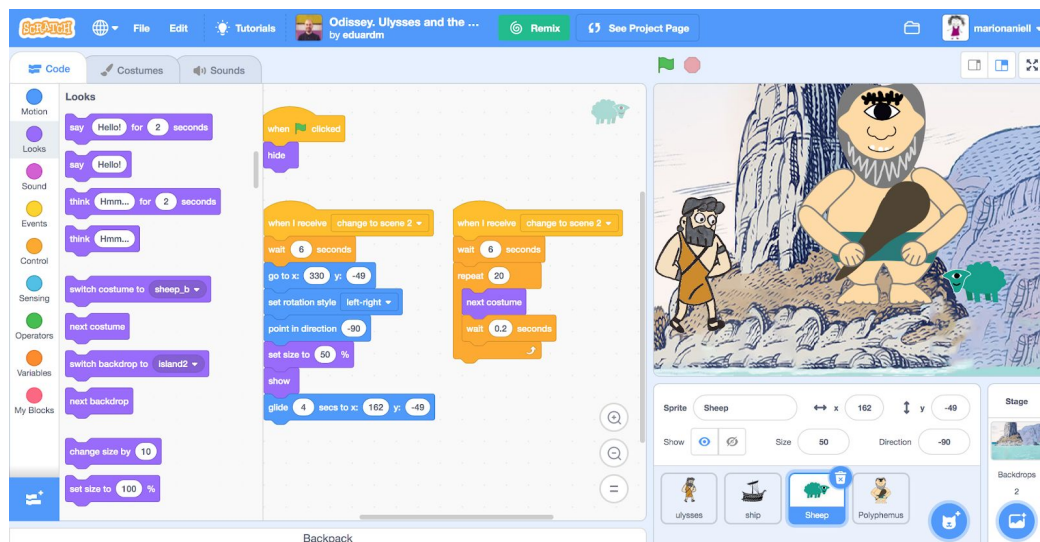 SCRATCH
File Edit Tutorials
Odissey. Ulysses and the ...
by eduardm
Remix
See Project Page
marionaniell
Code Costumes Sounds
Motion
Looks
Sound
Events
Control
Sensing
Operators
Variables
My Blocks
Looks
say Hello! for 2 seconds
say Hello!
think Hmm... for 2 seconds
think Hmm...
switch costume to sheep_b
next costume
switch backdrop to island2
next backdrop
change size by 10
set size to 100 %
when clicked
hide
when I receive change to scene 2
wait 6 seconds
go to x: 330 y: -49
set rotation style left-right
point in direction -90
set size to 50 %
show
glide 4 secs to x: 162 y: -49
when I receive change to scene 2
wait 6 seconds
repeat 20
next costume
wait 0.2 seconds
Backpack
Sprite Sheep x 162 y -49
Show Size 50 Direction -90
ulysses ship Sheep Polyphemus
Stage
Backdrops
2